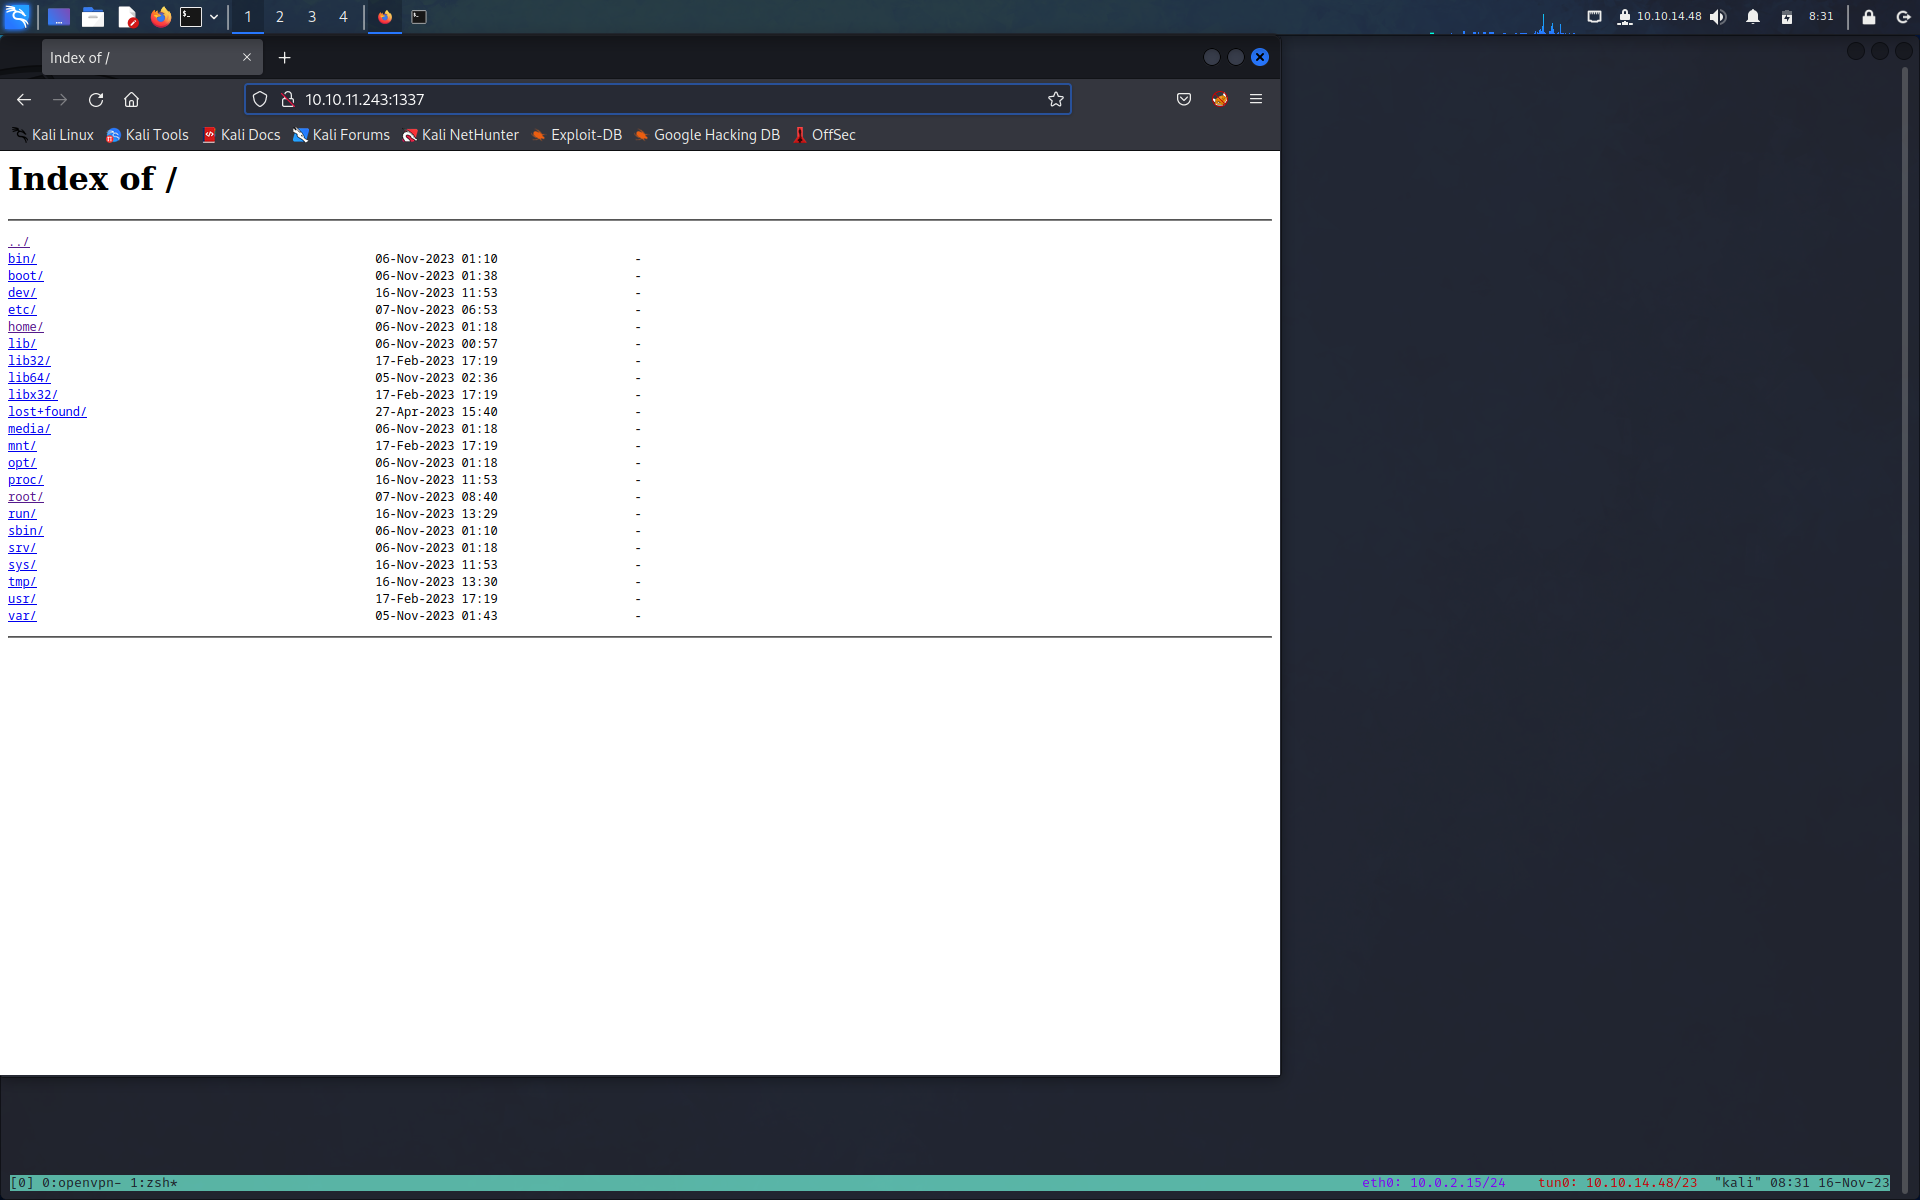 1 2 3 4 10.10.14.48 8:31
Index of /
10.10.11.243:1337
Kali Linux Kali Tools Kali Docs Kali Forums Kali NetHunter Exploit-DB Google Hacking DB OffSec
Index of /
../
bin/ 06-Nov-2023 01:10 -
boot/ 06-Nov-2023 01:38 -
dev/ 16-Nov-2023 11:53 -
etc/ 07-Nov-2023 06:53 -
home/ 06-Nov-2023 01:18 -
lib/ 06-Nov-2023 00:57 -
lib32/ 17-Feb-2023 17:19 -
lib64/ 05-Nov-2023 02:36 -
libx32/ 17-Feb-2023 17:19 -
lost+found/ 27-Apr-2023 15:40 -
media/ 06-Nov-2023 01:18 -
mnt/ 17-Feb-2023 17:19 -
opt/ 06-Nov-2023 01:18 -
proc/ 16-Nov-2023 11:53 -
root/ 07-Nov-2023 08:40 -
run/ 16-Nov-2023 13:29 -
sbin/ 06-Nov-2023 01:10 -
srv/ 06-Nov-2023 01:18 -
sys/ 16-Nov-2023 11:53 -
tmp/ 16-Nov-2023 13:30 -
usr/ 17-Feb-2023 17:19 -
var/ 05-Nov-2023 01:43 -
[0] 0:openvpn- 1:zsh* eth0: 10.0.2.15/24 tun0: 10.10.14.48/23 "kali" 08:31 16-Nov-23